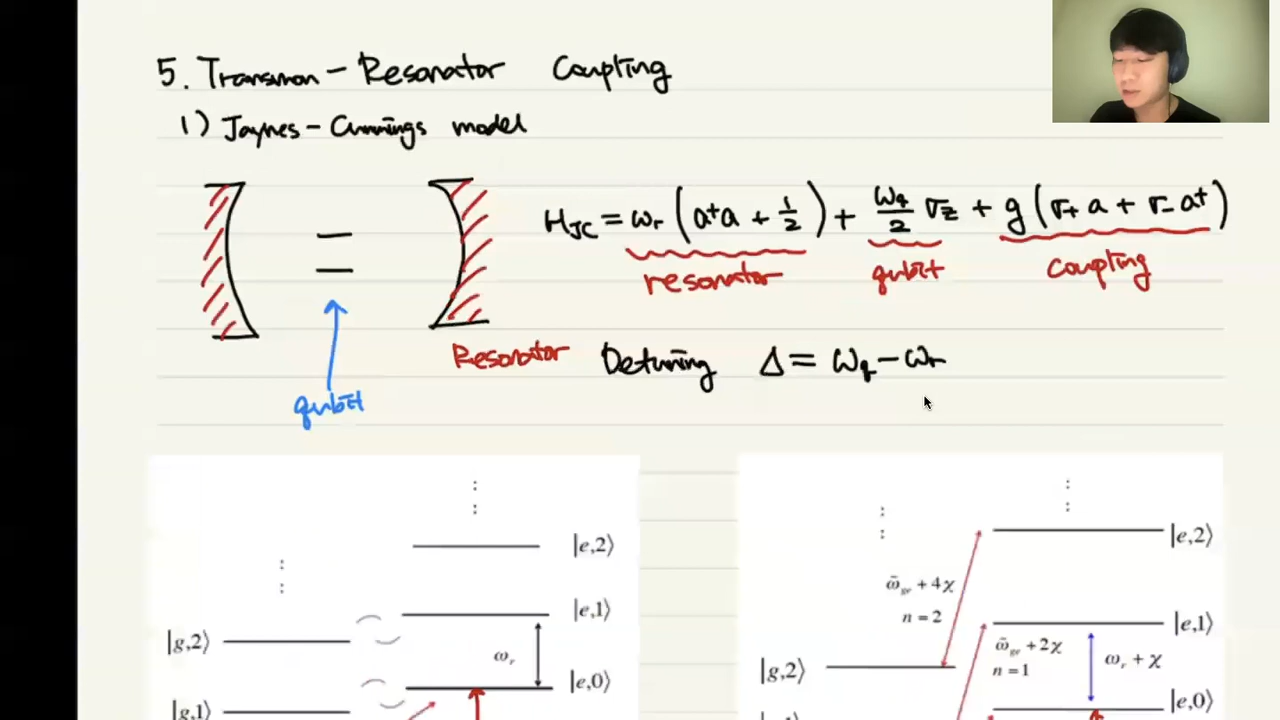 5. Transmon-Resonator Coupling
1) Jaynes-Cummings model
H_JC = ω_r (a†a + 1/2) + ω_q/2 σ_z + g (σ+ a + σ- a†)
resonator qubit coupling
Resonator Detuning Δ = ω_q - ω_r
qubit
|e,2⟩
|e,1⟩
|g,2⟩
ω_r
|e,0⟩
|g,1⟩
|e,2⟩
ω̃_ge + 4χ
n = 2
|e,1⟩
ω̃_ge + 2χ
n = 1
ω_r + χ
|g,2⟩
|e,0⟩